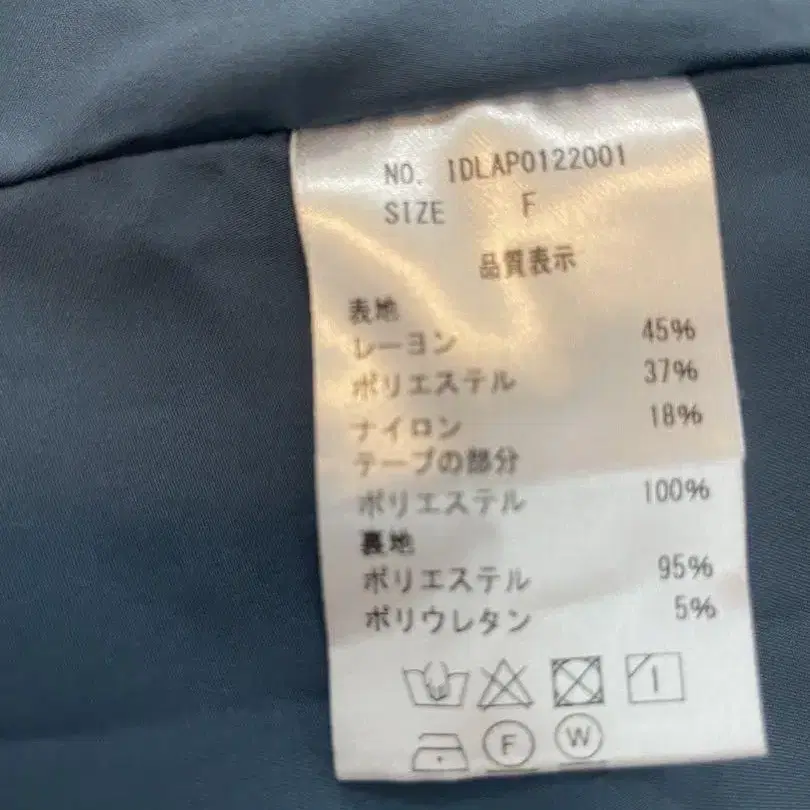 NO. IDLAP0122001
SIZE F
品質表示
表地
レーヨン 45%
ポリエステル 37%
ナイロン 18%
テープの部分
ポリエステル 100%
裏地
ポリエステル 95%
ポリウレタン 5%
F W